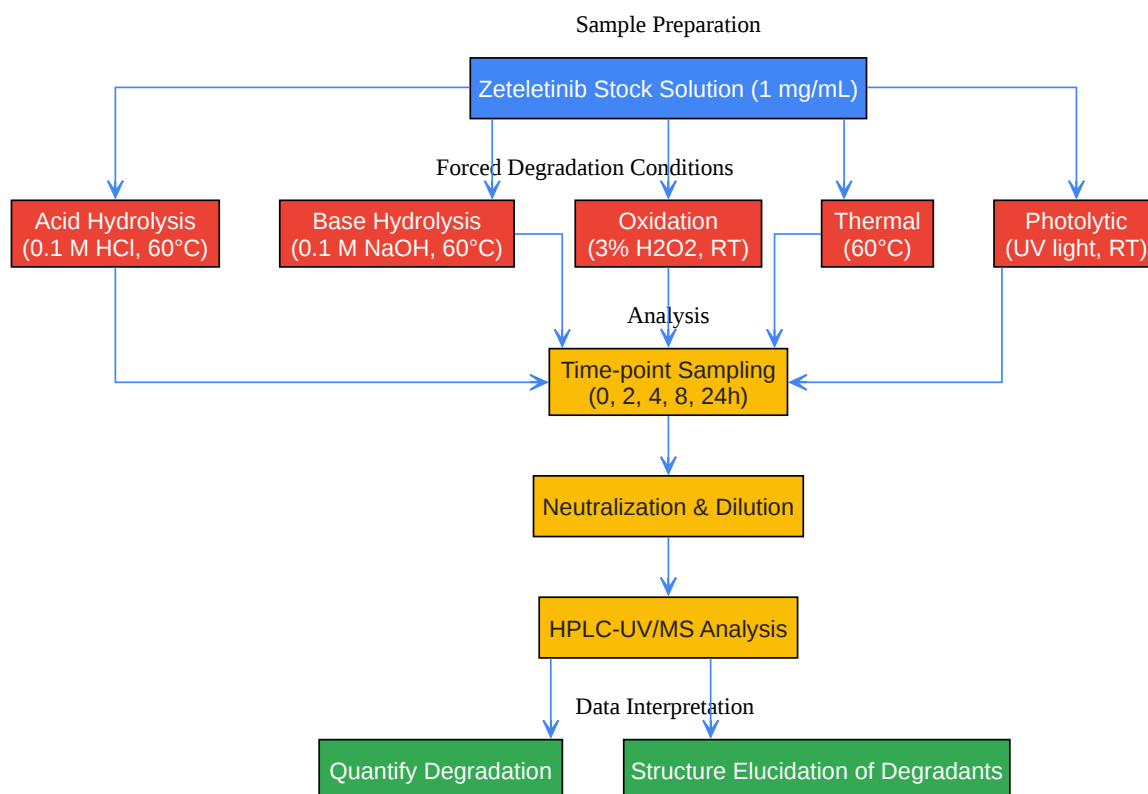 Sample Preparation
Zeteletinib Stock Solution (1 mg/mL)
Forced Degradation Conditions
Acid Hydrolysis
(0.1 M HCl, 60°C)
Base Hydrolysis
(0.1 M NaOH, 60°C)
Oxidation
(3% H2O2, RT)
Thermal
(60°C)
Photolytic
(UV light, RT)
Analysis
Time-point Sampling
(0, 2, 4, 8, 24h)
Neutralization & Dilution
HPLC-UV/MS Analysis
Data Interpretation
Quantify Degradation
Structure Elucidation of Degradants